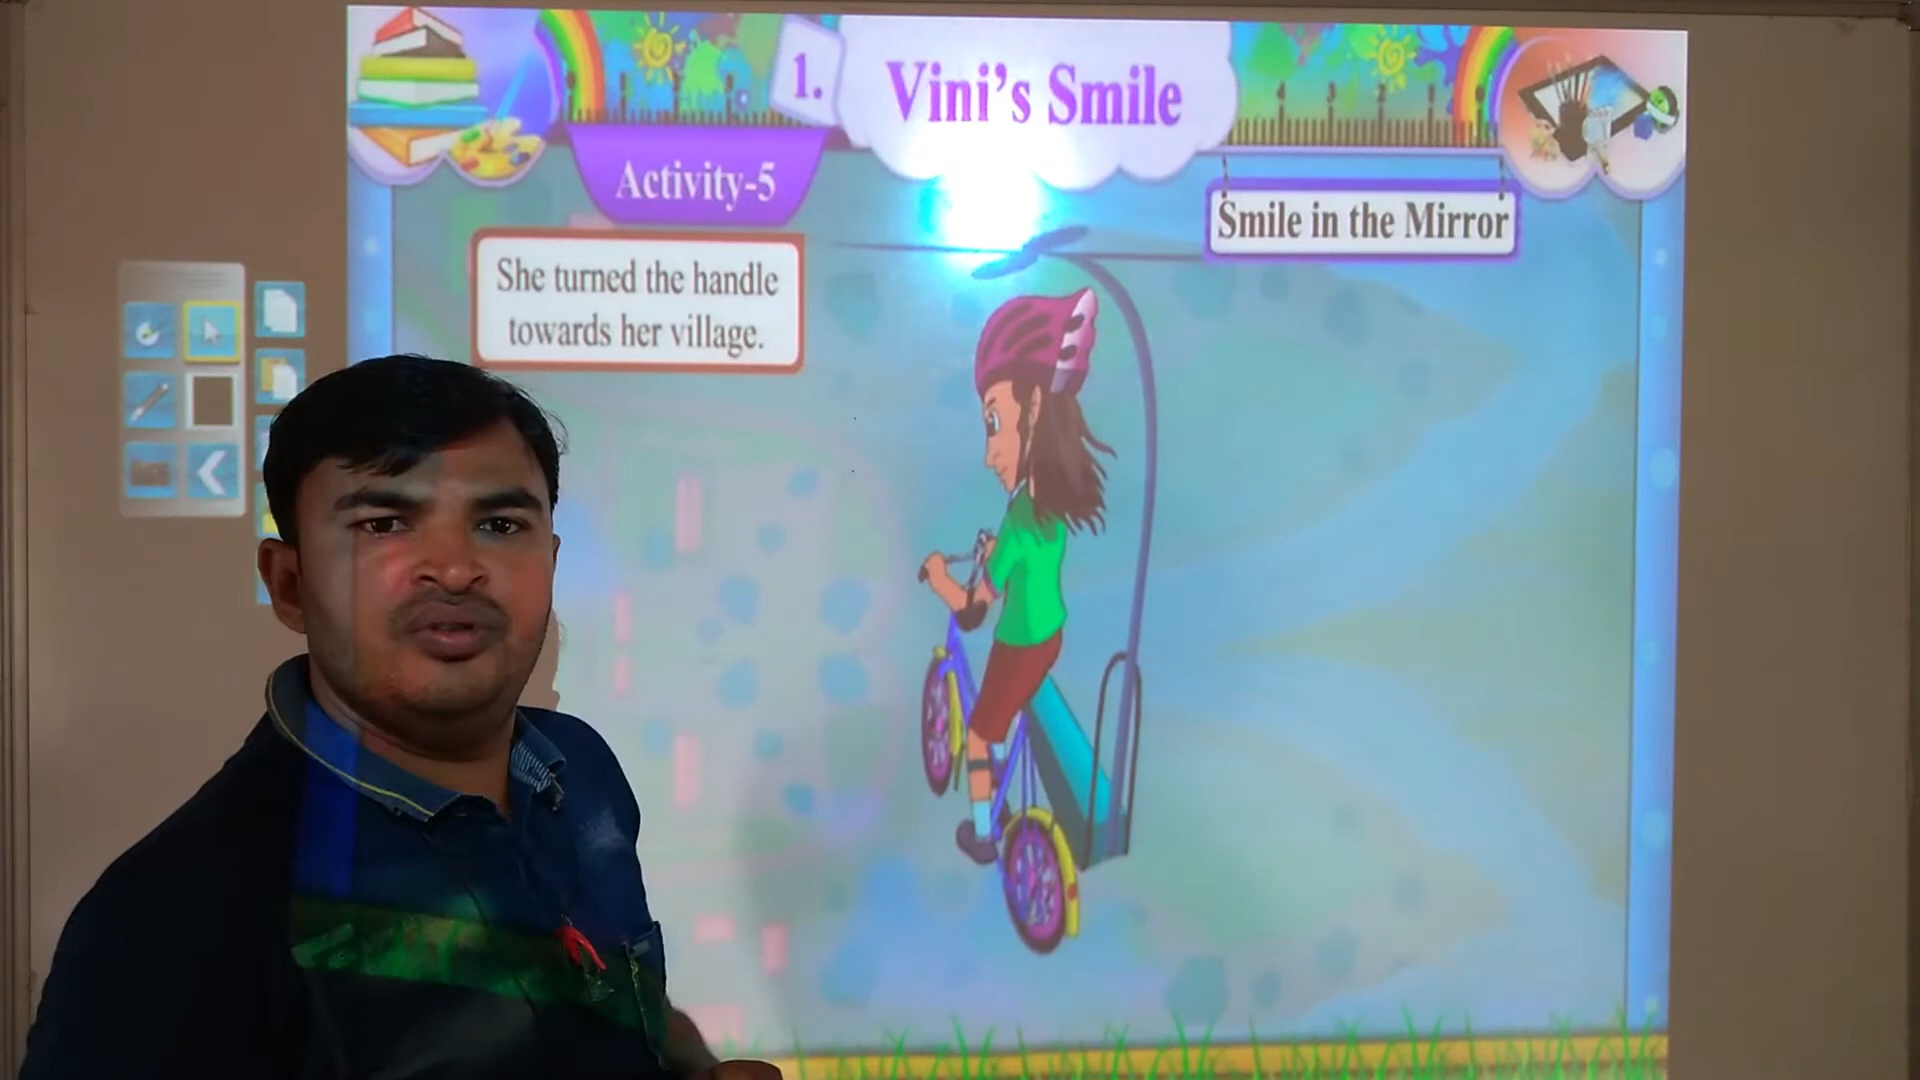 1.
Vini's Smile
Activity-5
Smile in the Mirror
She turned the handle
towards her village.